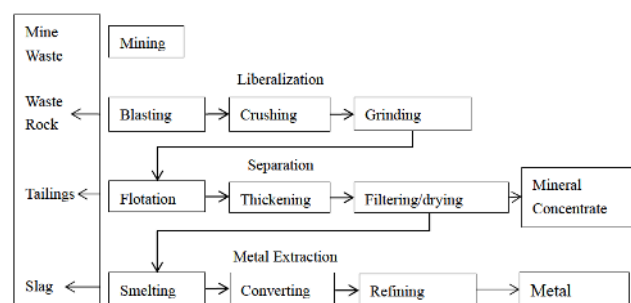 Mine
Waste
Mining
Liberalization
Waste
Rock
Blasting
Crushing
Grinding
Separation
Tailings
Flotation
Thickening
Filtering/drying
Mineral
Concentrate
Metal Extraction
Slag
Smelting
Converting
Refining
Metal